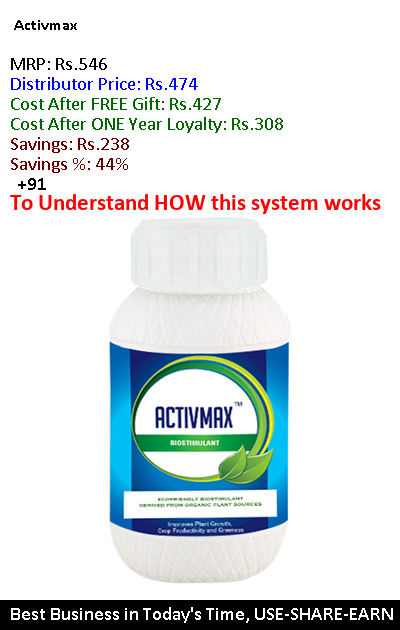 Activmax
MRP: Rs.546
Distributor Price: Rs.474
Cost After FREE Gift: Rs.427
Cost After ONE Year Loyalty: Rs.308
Savings: Rs.238
Savings %: 44%
+91
To Understand HOW this system works
ACTIVMAX™
BIOSTIMULANT
ECOFRIENDLY BIOSTIMULANT
DERIVED FROM ORGANIC PLANT SOURCES
Improves Plant Growth,
Crop Productivity and Greeness
Best Business in Today's Time, USE-SHARE-EARN